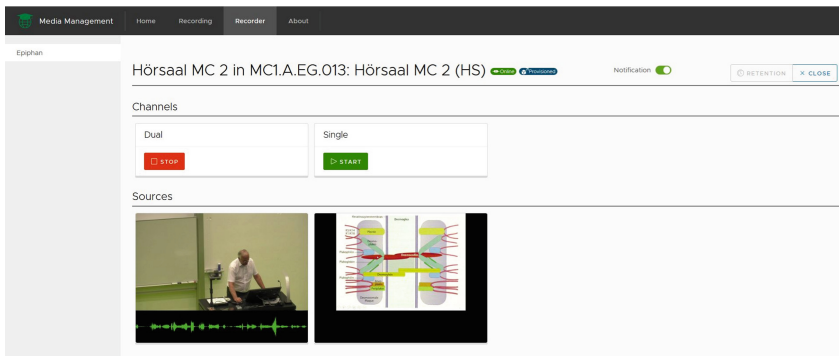 Media Management Home Recording Recorder About
Epiphan
Hörsaal MC 2 in MC1.A.EG.013: Hörsaal MC 2 (HS) Online Provisioned Notification RETENTION × CLOSE
Channels
Dual Single
STOP START
Sources